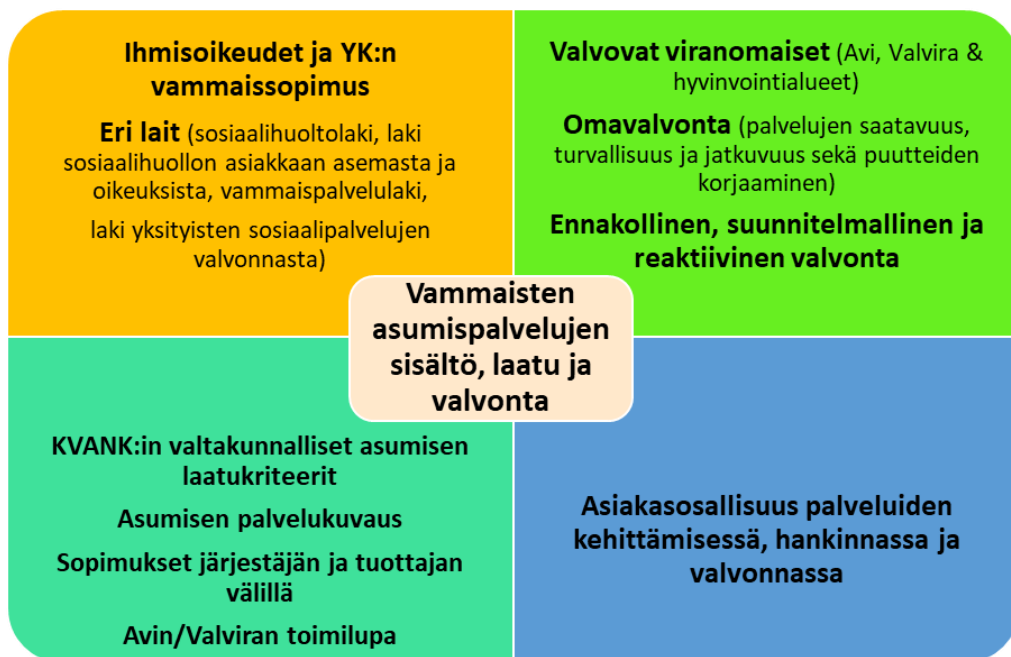 Ihmisoikeudet ja YK:n
vammaissopimus
Eri lait (sosiaalihuoltolaki, laki
sosiaalihuollon asiakkaan asemasta ja
oikeuksista, vammaispalvelulaki,
laki yksityisten sosiaalipalvelujen
valvonnasta)
Valvovat viranomaiset (Avi, Valvira &
hyvinvointialueet)
Omavalvonta (palvelujen saatavuus,
turvallisuus ja jatkuvuus sekä puutteiden
korjaaminen)
Ennakollinen, suunnitelmallinen ja
reaktiivinen valvonta
Vammaisten
asumispalvelujen
sisältö, laatu ja
valvonta
KVANK:in valtakunnalliset asumisen
laatukriteerit
Asumisen palvelukuvaus
Sopimukset järjestäjän ja tuottajan
välillä
Avin/Valviran toimilupa
Asiakasosallisuus palveluiden
kehittämisessä, hankinnassa ja
valvonnassa